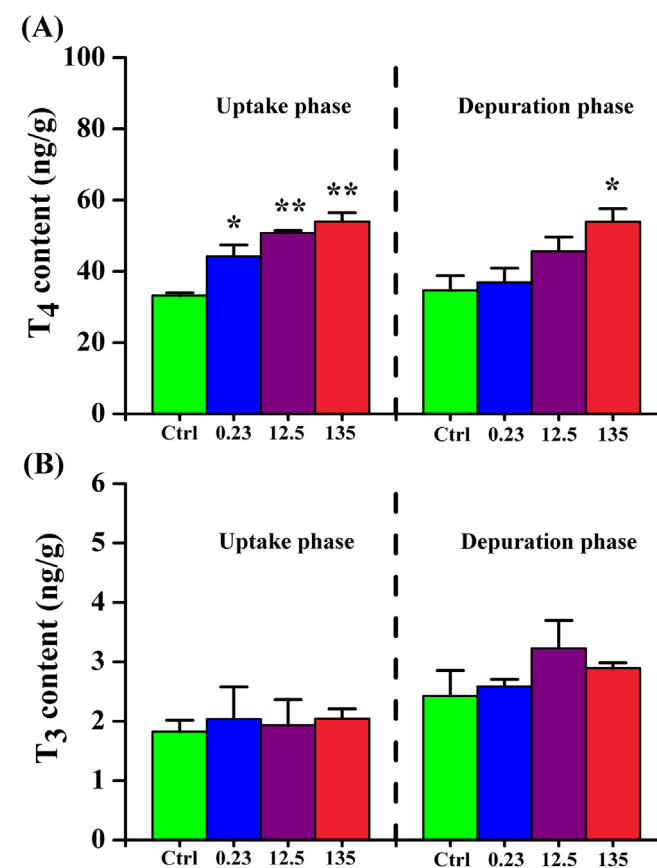 (A)
100
80
60
40
20
0
T4 content (ng/g)
Uptake phase
Depuration phase
*
**
**
*
Ctrl 0.23 12.5 135
Ctrl 0.23 12.5 135
(B)
6
5
4
3
2
1
0
T3 content (ng/g)
Uptake phase
Depuration phase
Ctrl 0.23 12.5 135
Ctrl 0.23 12.5 135